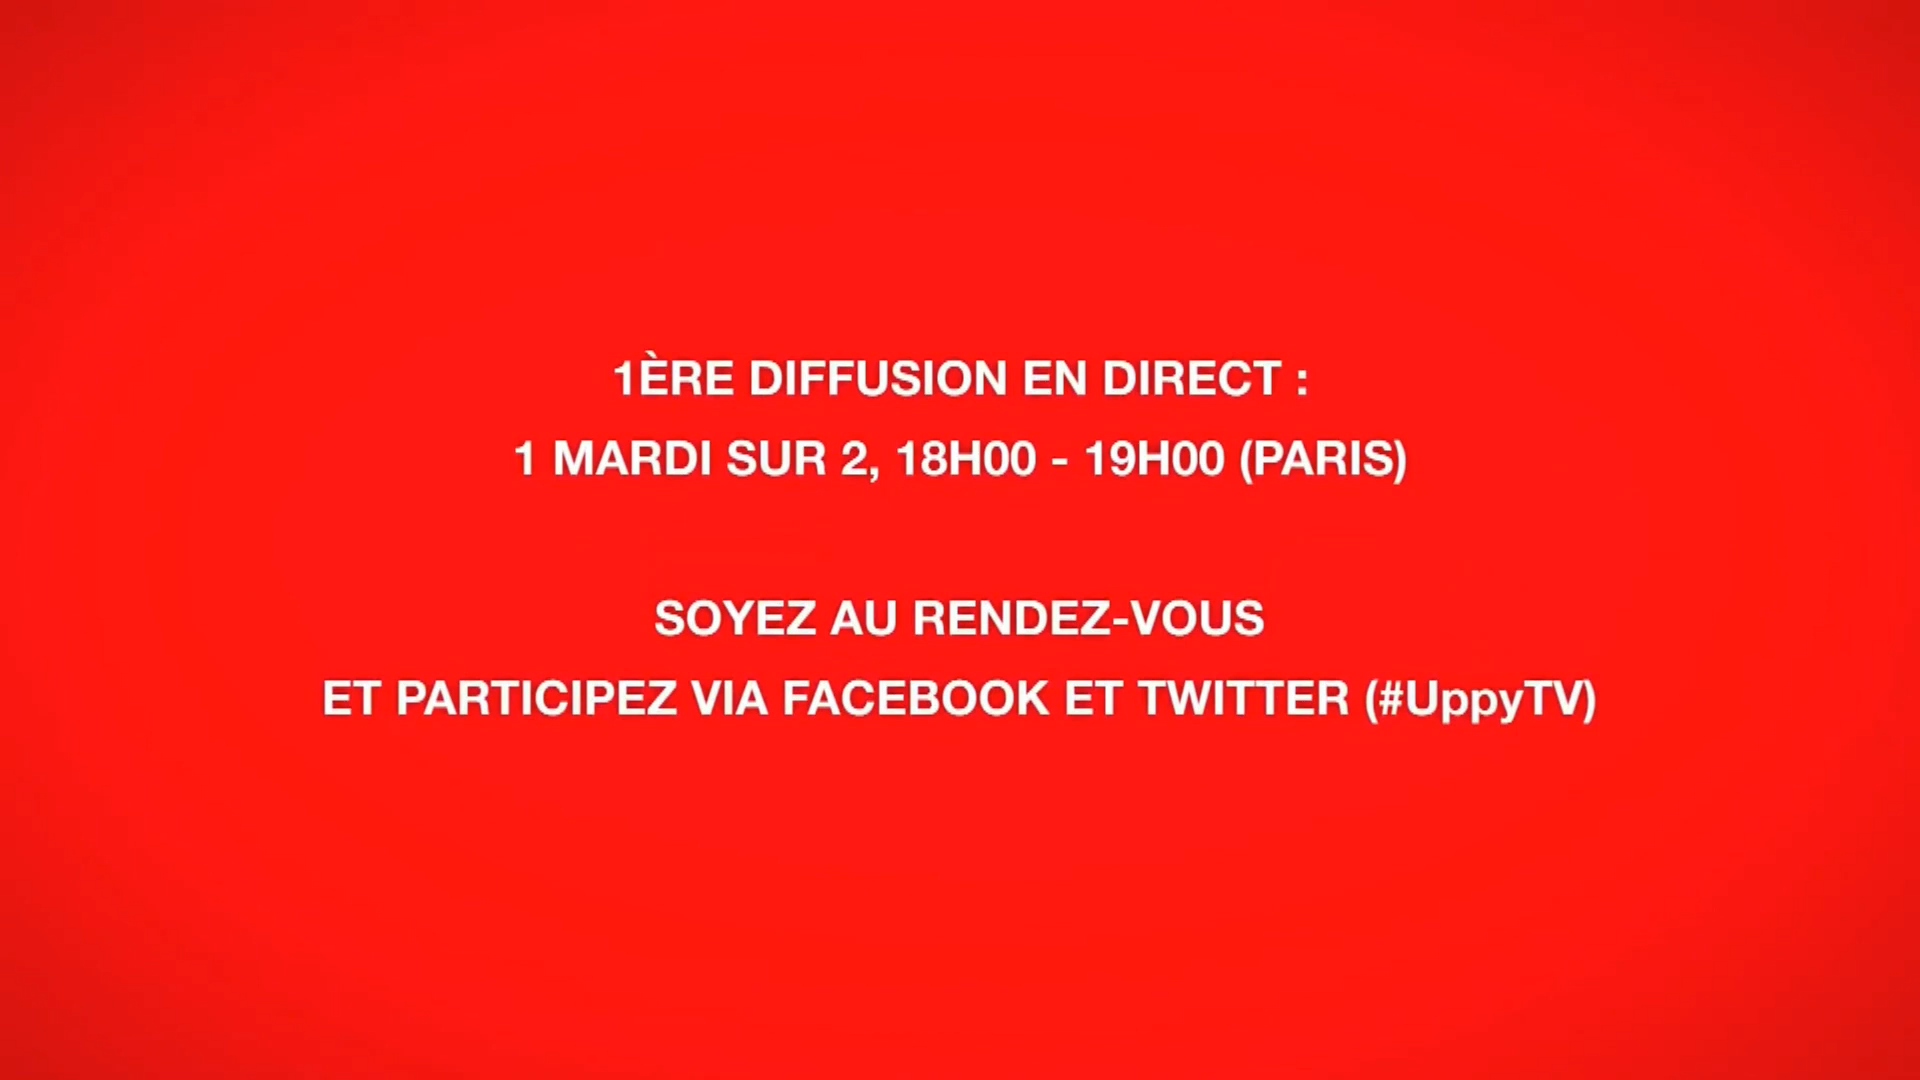 1ÈRE DIFFUSION EN DIRECT :
1 MARDI SUR 2, 18H00 - 19H00 (PARIS)
SOYEZ AU RENDEZ-VOUS
ET PARTICIPEZ VIA FACEBOOK ET TWITTER (#UppyTV)